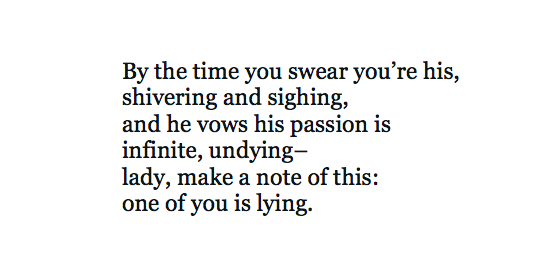 By the time you swear you’re his,
shivering and sighing,
and he vows his passion is
infinite, undying–
lady, make a note of this:
one of you is lying.